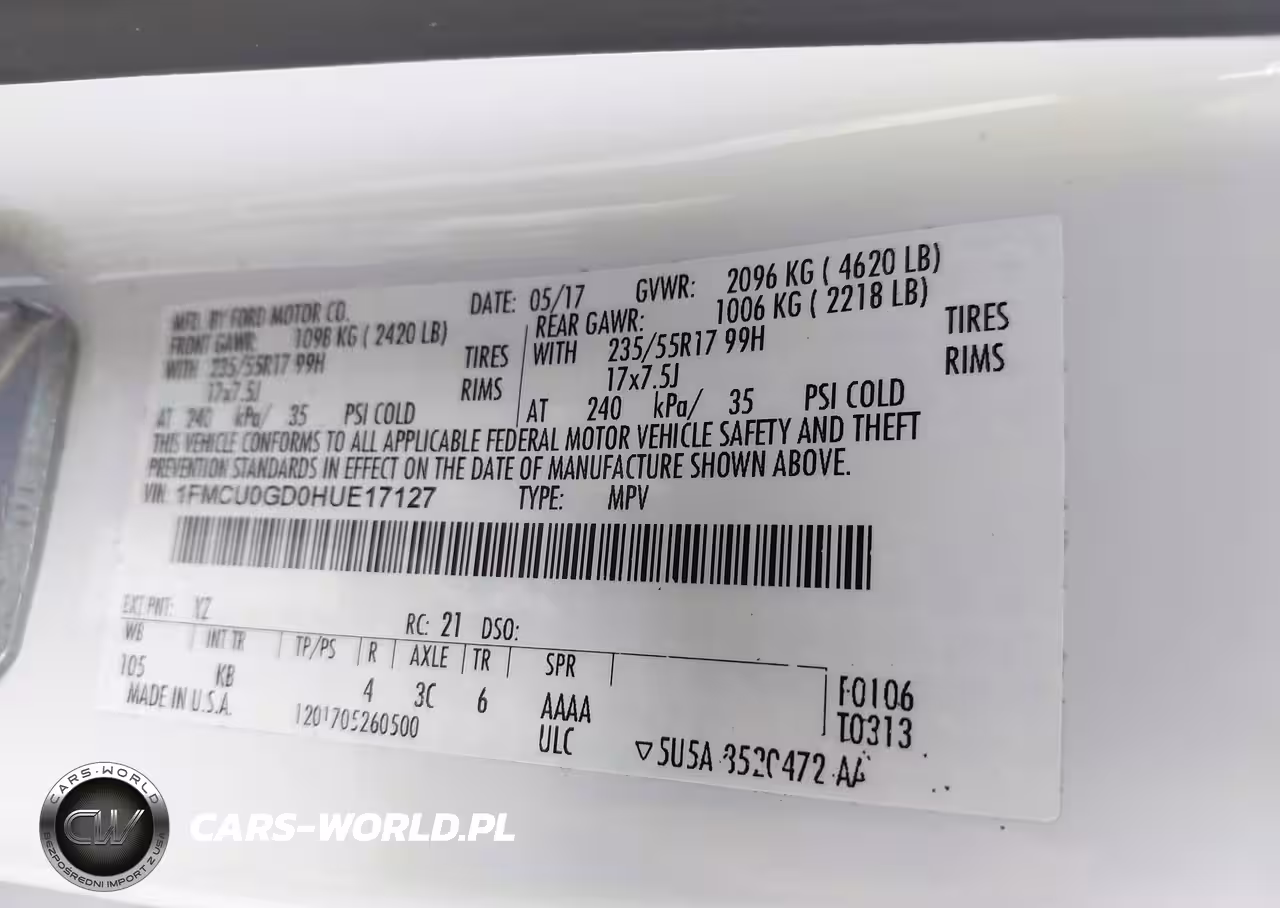 MFD. BY FORD MOTOR CO. DATE: 05/17 GVWR: 2096 KG ( 4620 LB)
FRONT GAWR: 1098 KG ( 2420 LB) REAR GAWR: 1006 KG ( 2218 LB)
WITH 235/55R17 99H TIRES WITH 235/55R17 99H TIRES
17x7.5J RIMS 17x7.5J RIMS
AT 240 kPa/ 35 PSI COLD AT 240 kPa/ 35 PSI COLD
THIS VEHICLE CONFORMS TO ALL APPLICABLE FEDERAL MOTOR VEHICLE SAFETY AND THEFT
PREVENTION STANDARDS IN EFFECT ON THE DATE OF MANUFACTURE SHOWN ABOVE.
VIN: 1FMCU0GD0HUE17127 TYPE: MPV
EXT PNT: YZ RC: 21 DSO:
WB INT TR TP/PS R AXLE TR SPR
105 KB 4 3C 6 AAAA F0106
MADE IN U.S.A. 1201705260500 ULC T0313
5U5A 3520472 AA
CARS-WORLD
CW
BEZPOŚREDNI IMPORT Z USA
CARS-WORLD.PL